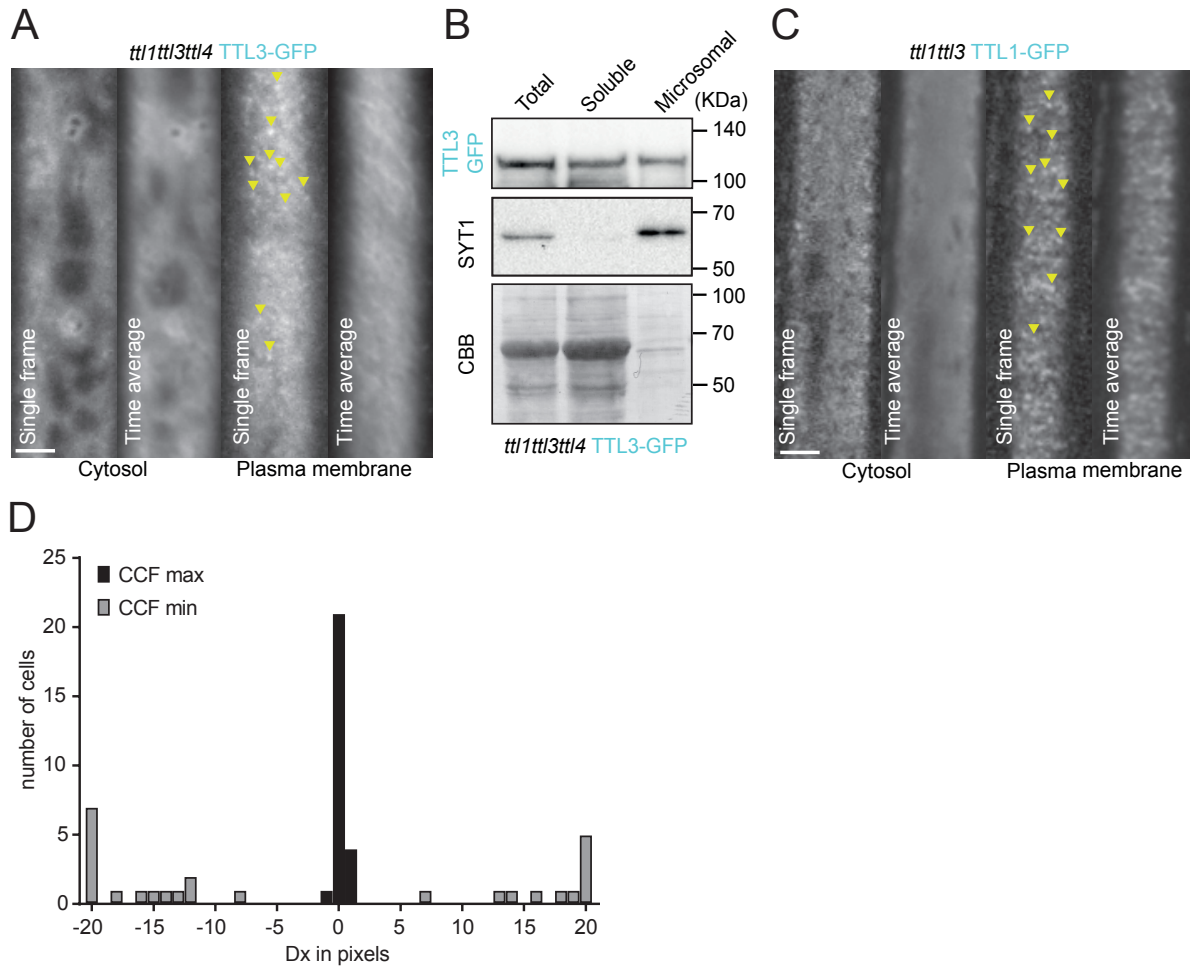 A
ttl1ttl3ttl4 TTL3-GFP
Single frame
Time average
Single frame
Time average
Cytosol
Plasma membrane
B
Total
Soluble
Microsomal
(KDa)
TTL3
GFP
140
100
SYT1
70
50
CBB
100
70
50
ttl1ttl3ttl4 TTL3-GFP
C
ttl1ttl3 TTL1-GFP
Single frame
Time average
Single frame
Time average
Cytosol
Plasma membrane
D
CCF max
CCF min
number of cells
25
20
15
10
5
0
-20 -15 -10 -5 0 5 10 15 20
Dx in pixels